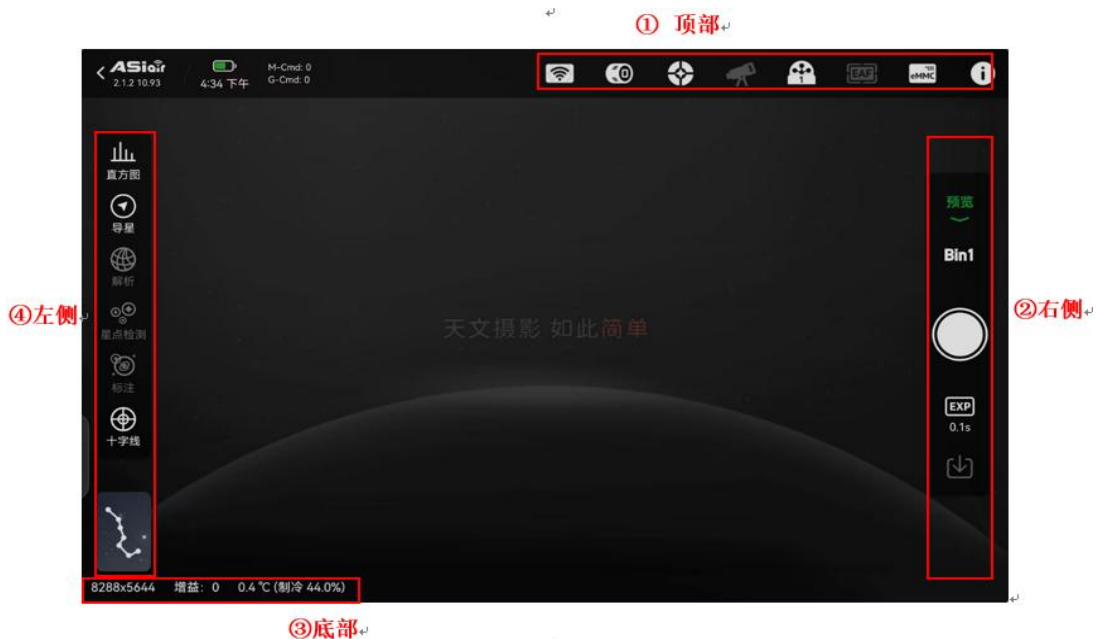 ① 顶部
ASiair
2.1.2 10.93
4:34 下午
M-Cmd: 0
G-Cmd: 0
0
1
EAF
eMMC
i
直方图
导星
解析
星点检测
标注
十字线
④左侧
天文摄影 如此简单
预览
Bin1
②右侧
EXP
0.1s
8288x5644 增益: 0 0.4 ℃ (制冷 44.0%)
③底部